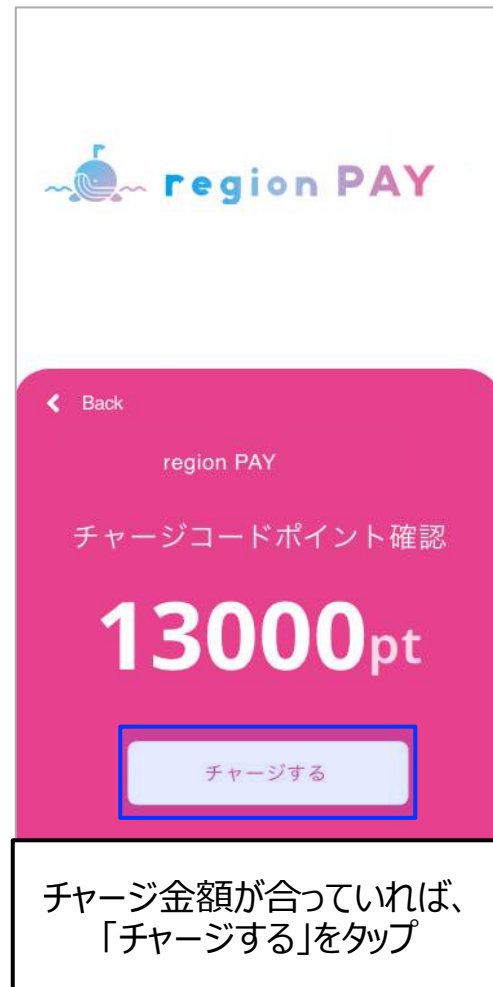 region PAY
Back
region PAY
チャージコードポイント確認
13000pt
チャージする
チャージ金額が合っていれば、
「チャージする」をタップ